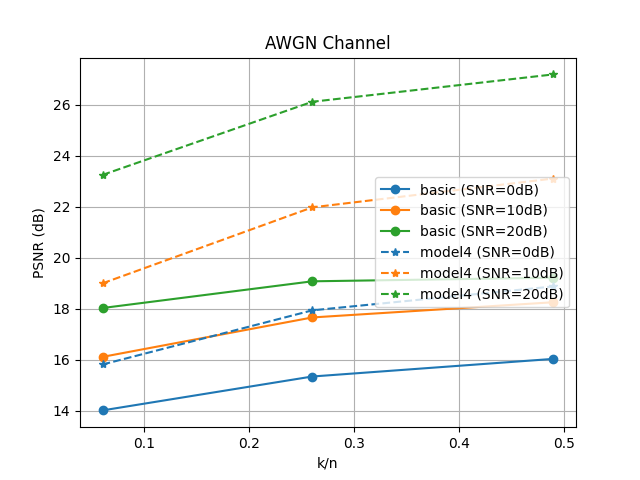 AWGN Channel
PSNR (dB)
26
24
22
20
18
16
14
basic (SNR=0dB)
basic (SNR=10dB)
basic (SNR=20dB)
model4 (SNR=0dB)
model4 (SNR=10dB)
model4 (SNR=20dB)
0.1 0.2 0.3 0.4 0.5
k/n